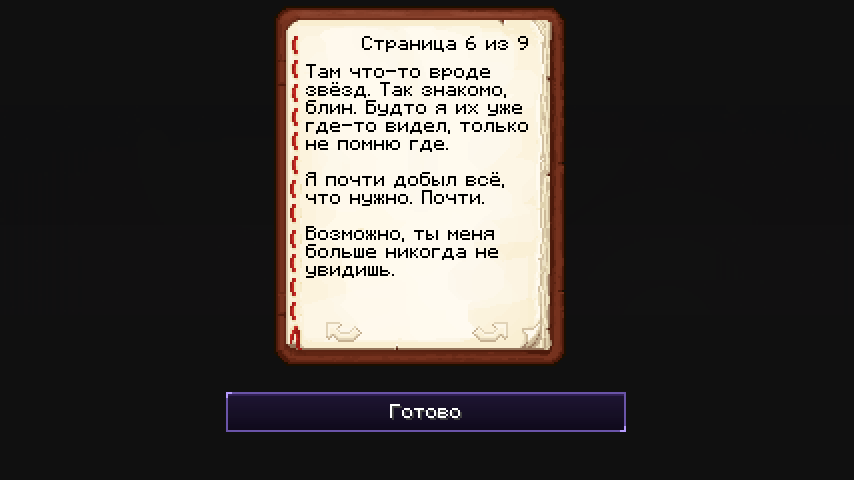 Страница 6 из 9
Там что-то вроде
звёзд. Так знакомо,
блин. Будто я их уже
где-то видел, только
не помню где.
Я почти добыл всё,
что нужно. Почти.
Возможно, ты меня
больше никогда не
увидишь.
Готово